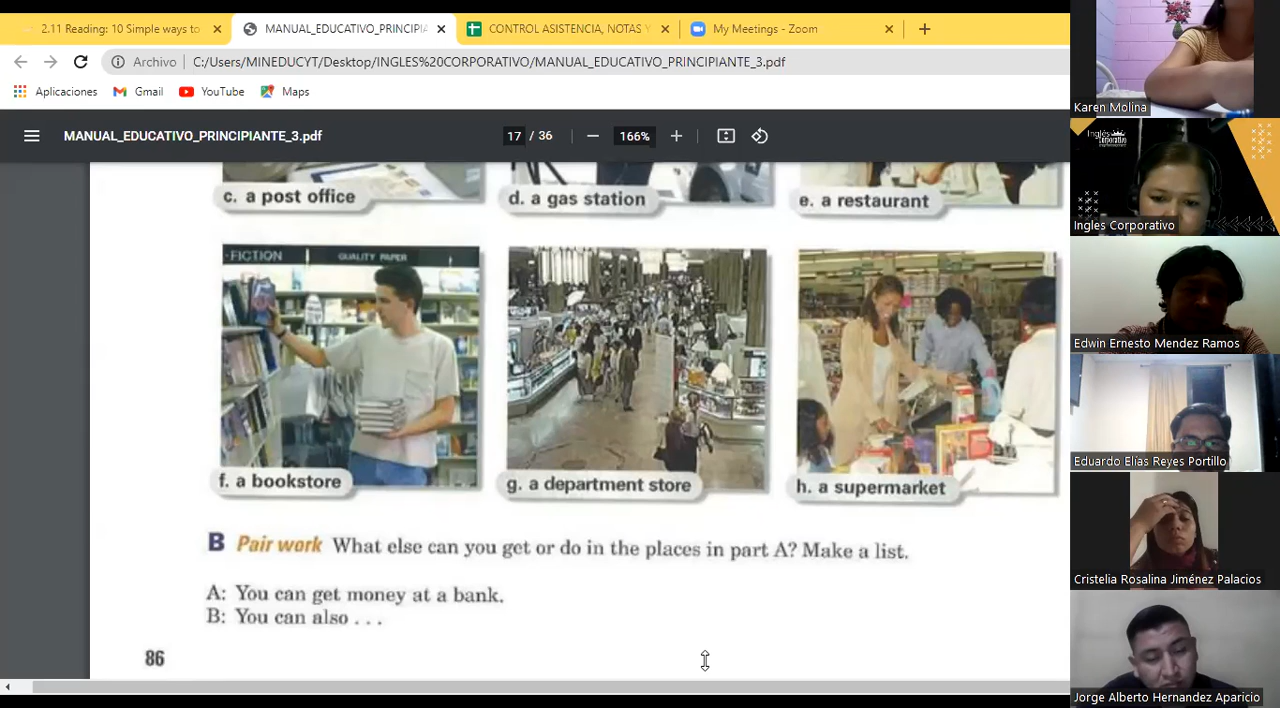 2.11 Reading: 10 Simple ways to
MANUAL_EDUCATIVO_PRINCIPIA
CONTROL ASISTENCIA, NOTAS Y
My Meetings - Zoom
Archivo
C:/Users/MINEDUCYT/Desktop/INGLES%20CORPORATIVO/MANUAL_EDUCATIVO_PRINCIPIANTE_3.pdf
Aplicaciones
Gmail
YouTube
Maps
MANUAL_EDUCATIVO_PRINCIPIANTE_3.pdf
17 / 36
166%
c. a post office
d. a gas station
e. a restaurant
FICTION
QUALITY PAPER
f. a bookstore
g. a department store
h. a supermarket
B Pair work What else can you get or do in the places in part A? Make a list.
A: You can get money at a bank.
B: You can also . . .
86
Karen Molina
Inglés
Corporativo
Ingles Corporativo
Edwin Ernesto Mendez Ramos
Eduardo Elías Reyes Portillo
Cristelia Rosalina Jiménez Palacios
Jorge Alberto Hernandez Aparicio